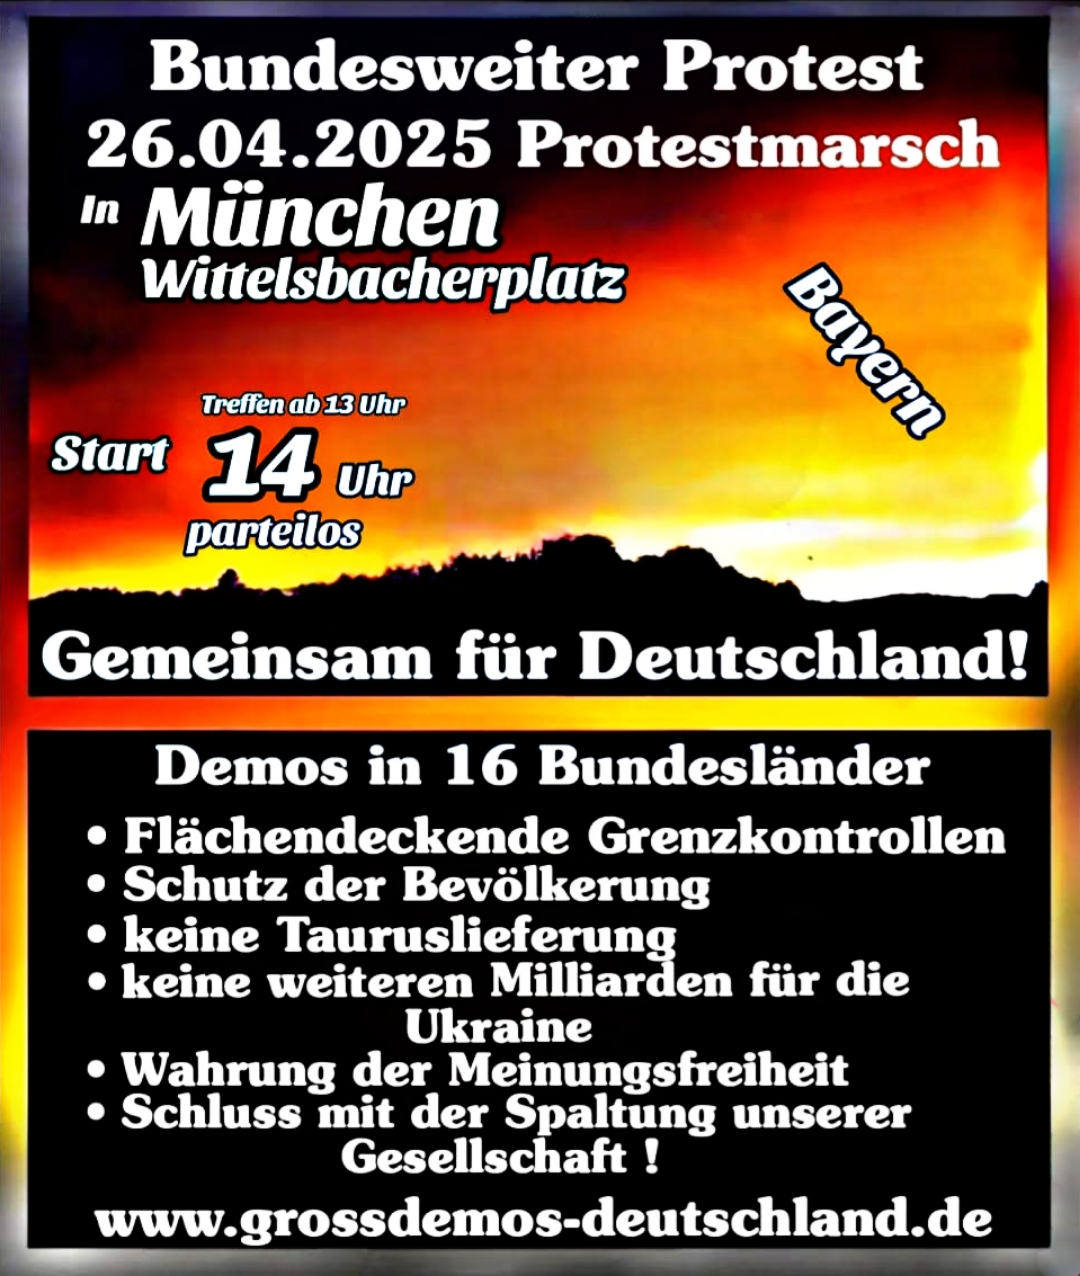 Bundesweiter Protest
26.04.2025 Protestmarsch
In München
Wittelsbacherplatz
Bayern
Treffen ab 13 Uhr
Start 14 Uhr
parteilos
Gemeinsam für Deutschland!
Demos in 16 Bundesländer
• Flächendeckende Grenzkontrollen
• Schutz der Bevölkerung
• keine Tauruslieferung
• keine weiteren Milliarden für die
Ukraine
• Wahrung der Meinungsfreiheit
• Schluss mit der Spaltung unserer
Gesellschaft !
www.grossdemos-deutschland.de